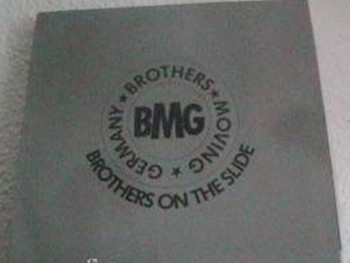 BROTHERS ★ MOVING ★ GERMANY ★
BMG
BROTHERS ON THE SLIDE